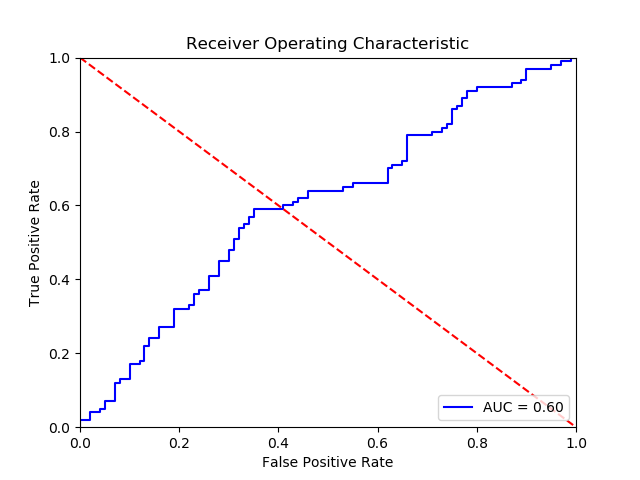 Receiver Operating Characteristic
1.0
0.8
0.6
0.4
0.2
0.0
True Positive Rate
AUC = 0.60
0.0 0.2 0.4 0.6 0.8 1.0
False Positive Rate